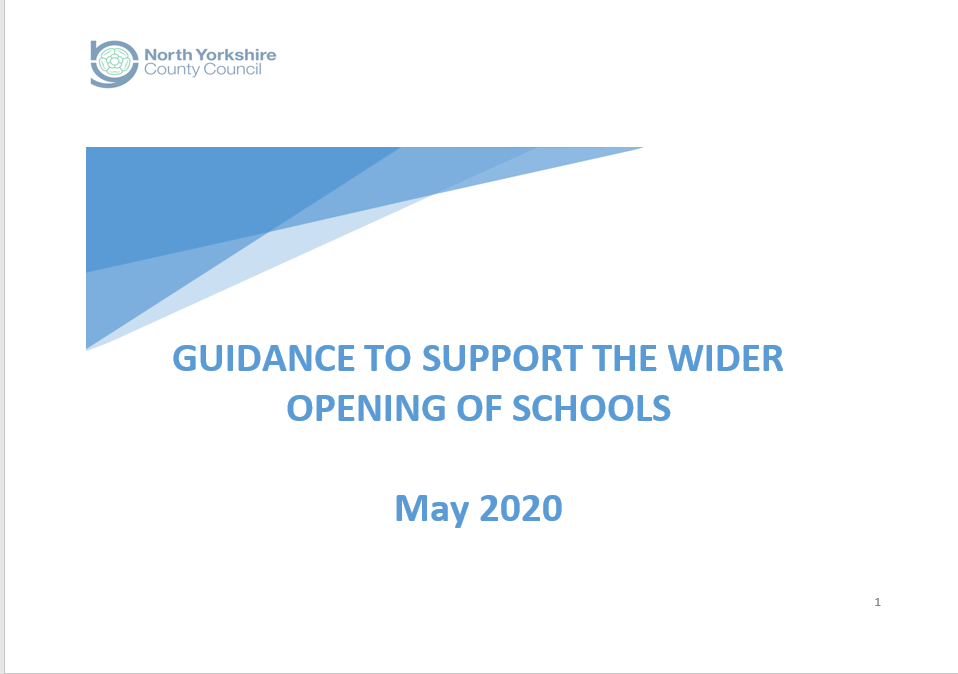 North Yorkshire
County Council
GUIDANCE TO SUPPORT THE WIDER
OPENING OF SCHOOLS
May 2020
1